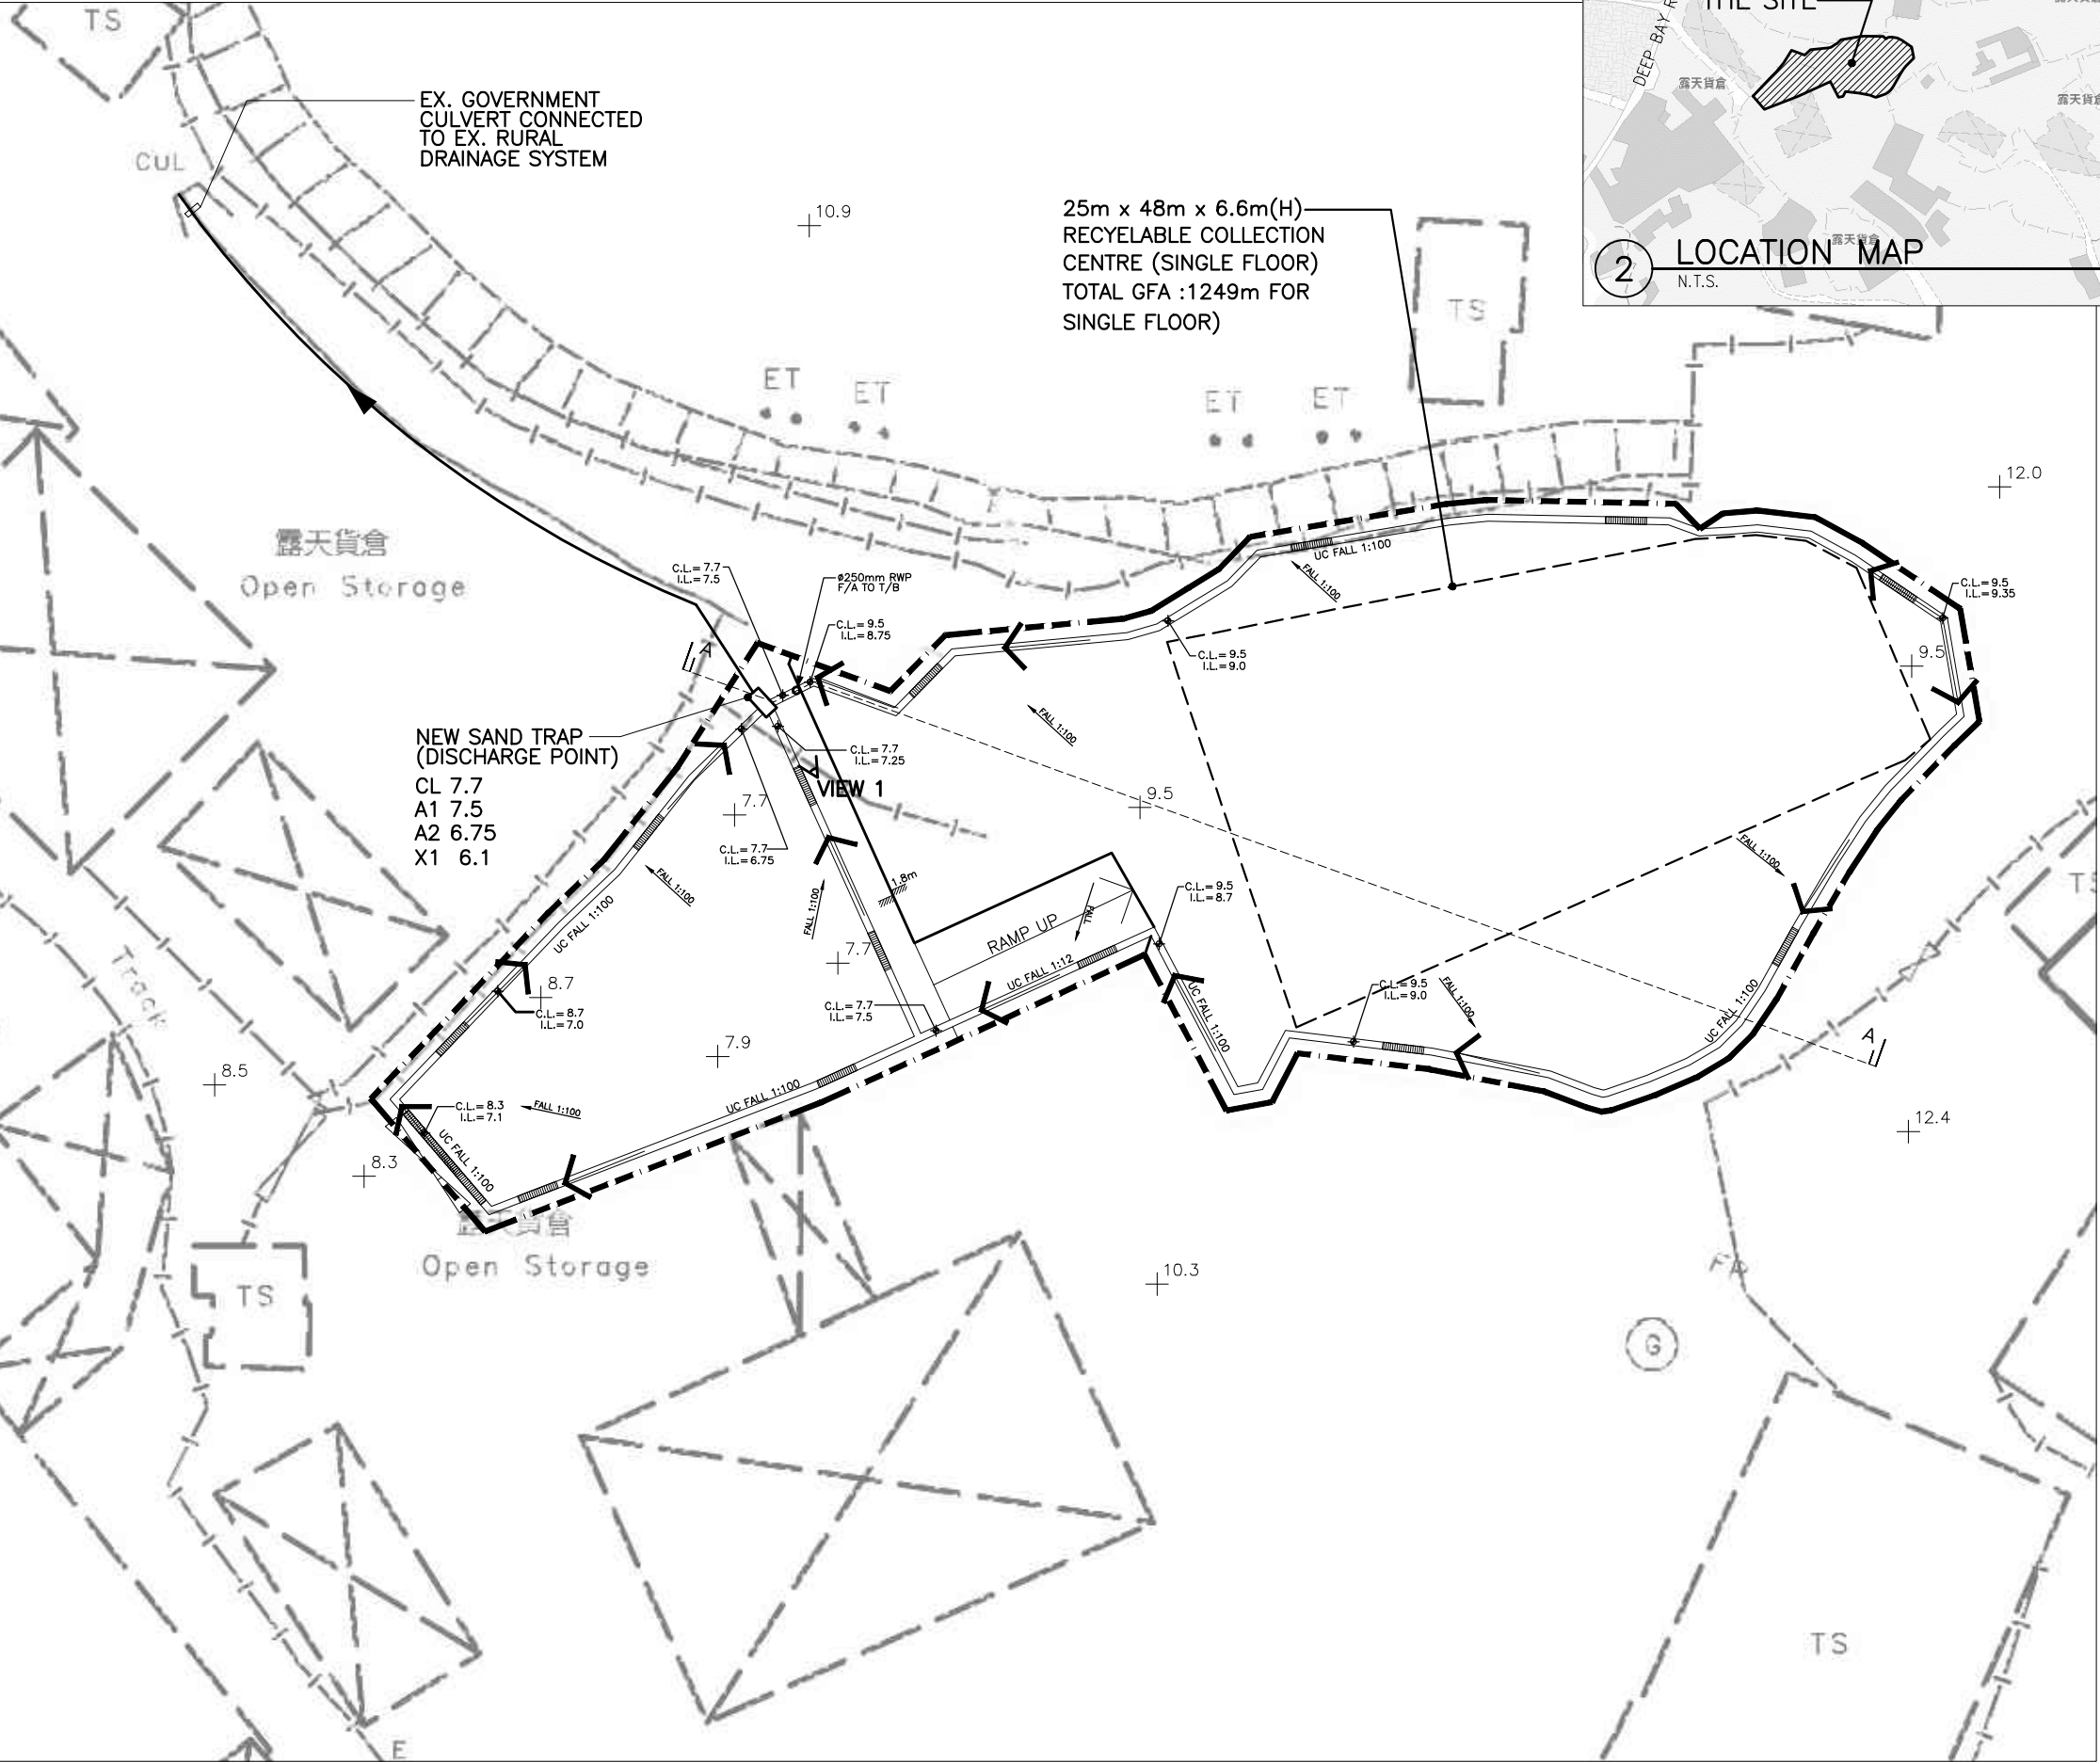 TS
THE SITE
DEEP BAY R
露天貨倉
露天貨倉
露天貨倉
2
LOCATION MAP
N.T.S.
EX. GOVERNMENT
CULVERT CONNECTED
TO EX. RURAL
DRAINAGE SYSTEM
CUL
10.9
25m x 48m x 6.6m(H)
RECYELABLE COLLECTION
CENTRE (SINGLE FLOOR)
TOTAL GFA :1249m FOR
SINGLE FLOOR)
TS
ET
ET
ET
ET
12.0
露天貨倉
Open Storage
C.L.= 7.7
I.L.= 7.5
ø250mm RWP
F/A TO T/B
C.L.= 9.5
I.L.= 8.75
UC FALL 1:100
FALL 1:100
C.L.= 9.5
I.L.= 9.35
A
C.L.= 9.5
I.L.= 9.0
9.5
NEW SAND TRAP
(DISCHARGE POINT)
CL 7.7
A1 7.5
A2 6.75
X1 6.1
FALL 1:100
C.L.= 7.7
I.L.= 7.25
VIEW 1
7.7
9.5
C.L.= 7.7
I.L.= 6.75
FALL 1:100
FALL 1:100
1.8m
C.L.= 9.5
I.L.= 8.7
FALL 1:100
UC FALL 1:100
FALL 1:100
RAMP UP
FALL
7.7
UC FALL 1:12
Track
8.7
C.L.= 8.7
I.L.= 7.0
C.L.= 7.7
I.L.= 7.5
UC FALL 1:100
C.L.= 9.5
I.L.= 9.0
FALL 1:100
UC FALL 1:100
A
7.9
8.5
C.L.= 8.3
I.L.= 7.1
FALL 1:100
UC FALL 1:100
UC FALL 1:100
12.4
8.3
露天貨倉
Open Storage
10.3
TS
FP
G
TS
E